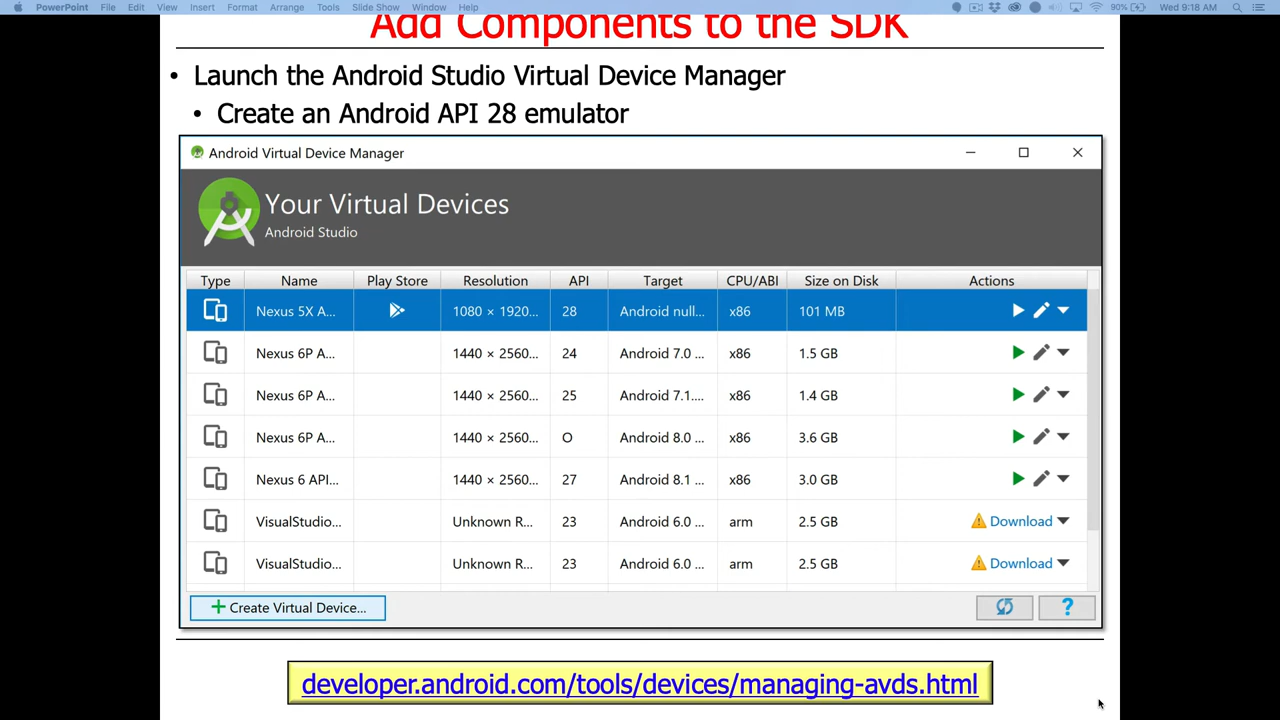 PowerPoint File Edit View Insert Format Arrange Tools Slide Show Window Help 90% Wed 9:18 AM
Add Components to the SDK
• Launch the Android Studio Virtual Device Manager
• Create an Android API 28 emulator
Android Virtual Device Manager
Your Virtual Devices
Android Studio
Type Name Play Store Resolution API Target CPU/ABI Size on Disk Actions
Nexus 5X A... 1080 × 1920... 28 Android null... x86 101 MB
Nexus 6P A... 1440 × 2560... 24 Android 7.0 ... x86 1.5 GB
Nexus 6P A... 1440 × 2560... 25 Android 7.1.... x86 1.4 GB
Nexus 6P A... 1440 × 2560... O Android 8.0 ... x86 3.6 GB
Nexus 6 API... 1440 × 2560... 27 Android 8.1 ... x86 3.0 GB
VisualStudio... Unknown R... 23 Android 6.0 ... arm 2.5 GB Download
VisualStudio... Unknown R... 23 Android 6.0 ... arm 2.5 GB Download
+ Create Virtual Device... ?
developer.android.com/tools/devices/managing-avds.html